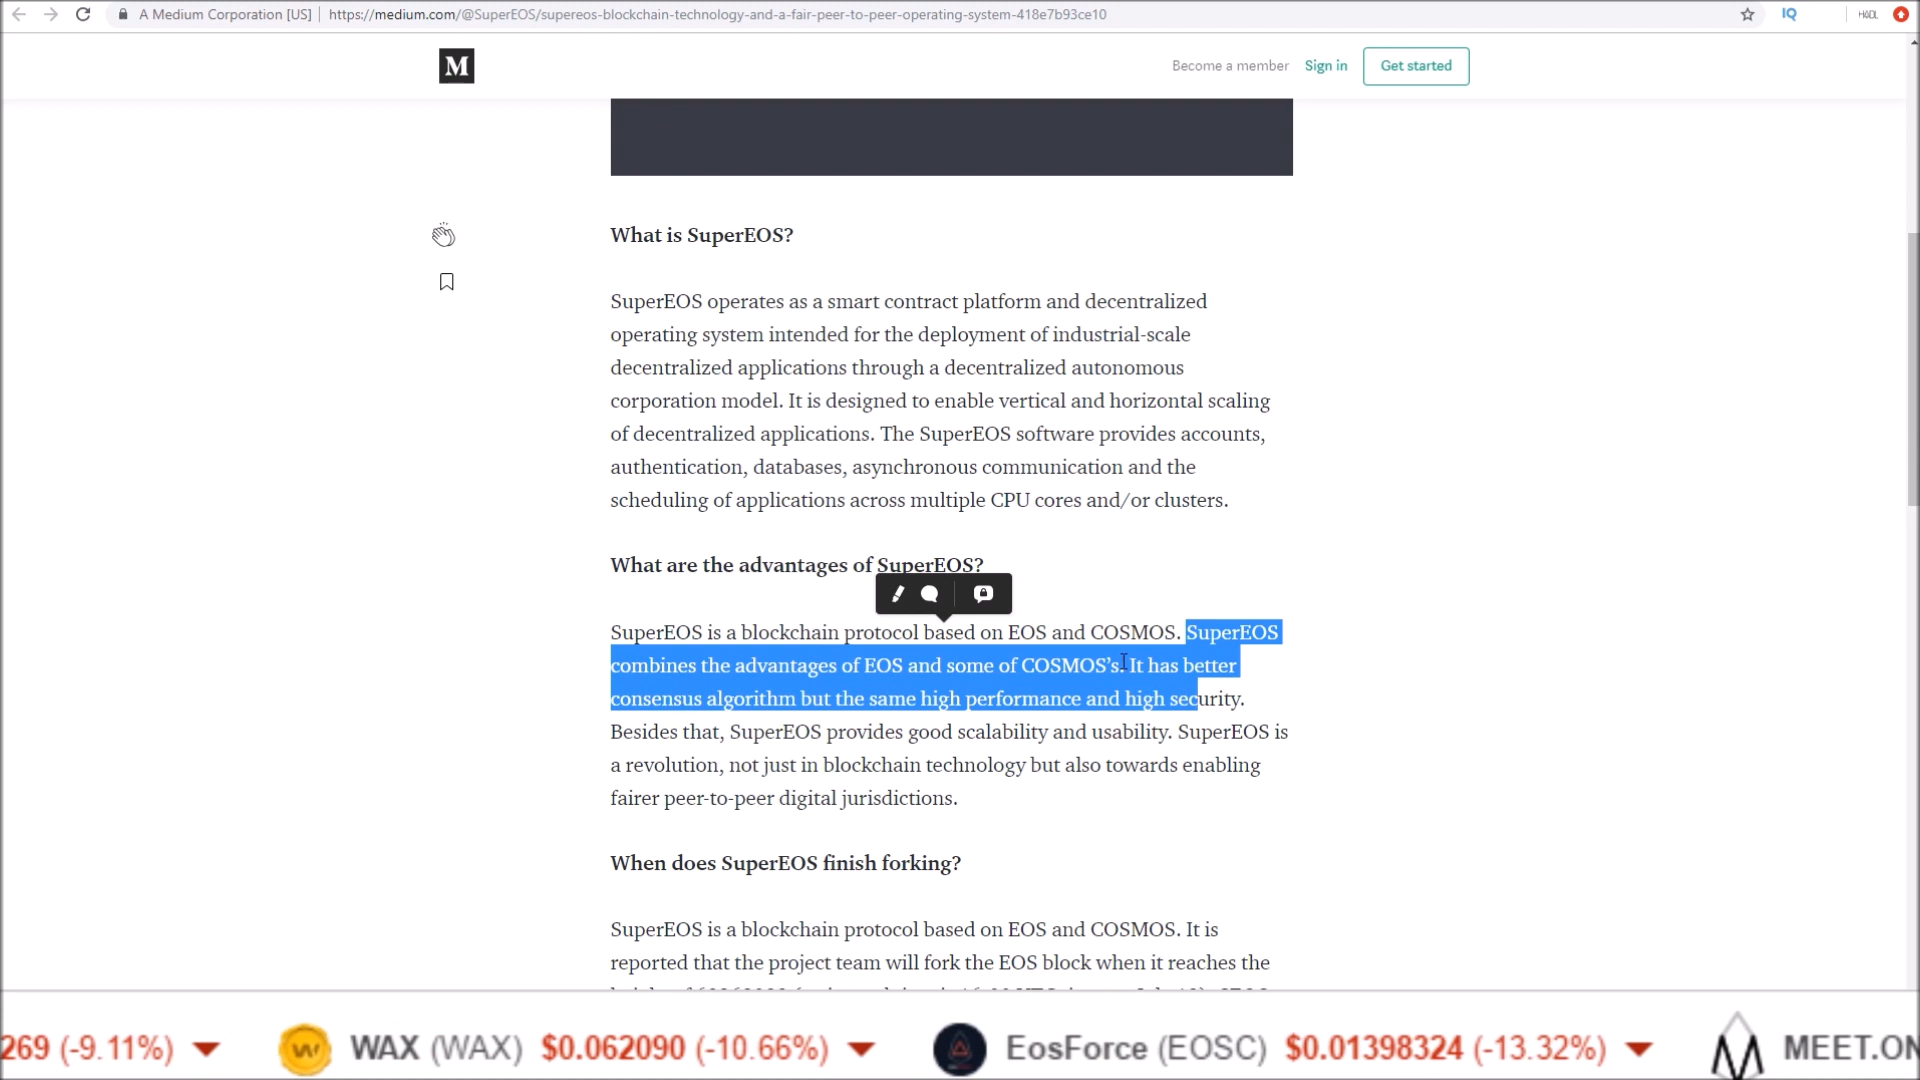 A Medium Corporation [US] | https://medium.com/@SuperEOS/supereos-blockchain-technology-and-a-fair-peer-to-peer-operating-system-418e7b93ce10
IQ
M
Become a member Sign in Get started
What is SuperEOS?
SuperEOS operates as a smart contract platform and decentralized
operating system intended for the deployment of industrial-scale
decentralized applications through a decentralized autonomous
corporation model. It is designed to enable vertical and horizontal scaling
of decentralized applications. The SuperEOS software provides accounts,
authentication, databases, asynchronous communication and the
scheduling of applications across multiple CPU cores and/or clusters.
What are the advantages of SuperEOS?
SuperEOS is a blockchain protocol based on EOS and COSMOS. SuperEOS
combines the advantages of EOS and some of COSMOS’s. It has better
consensus algorithm but the same high performance and high security.
Besides that, SuperEOS provides good scalability and usability. SuperEOS is
a revolution, not just in blockchain technology but also towards enabling
fairer peer-to-peer digital jurisdictions.
When does SuperEOS finish forking?
SuperEOS is a blockchain protocol based on EOS and COSMOS. It is
reported that the project team will fork the EOS block when it reaches the
269 (-9.11%) WAX (WAX) $0.062090 (-10.66%) EosForce (EOSC) $0.01398324 (-13.32%) MEET.ON